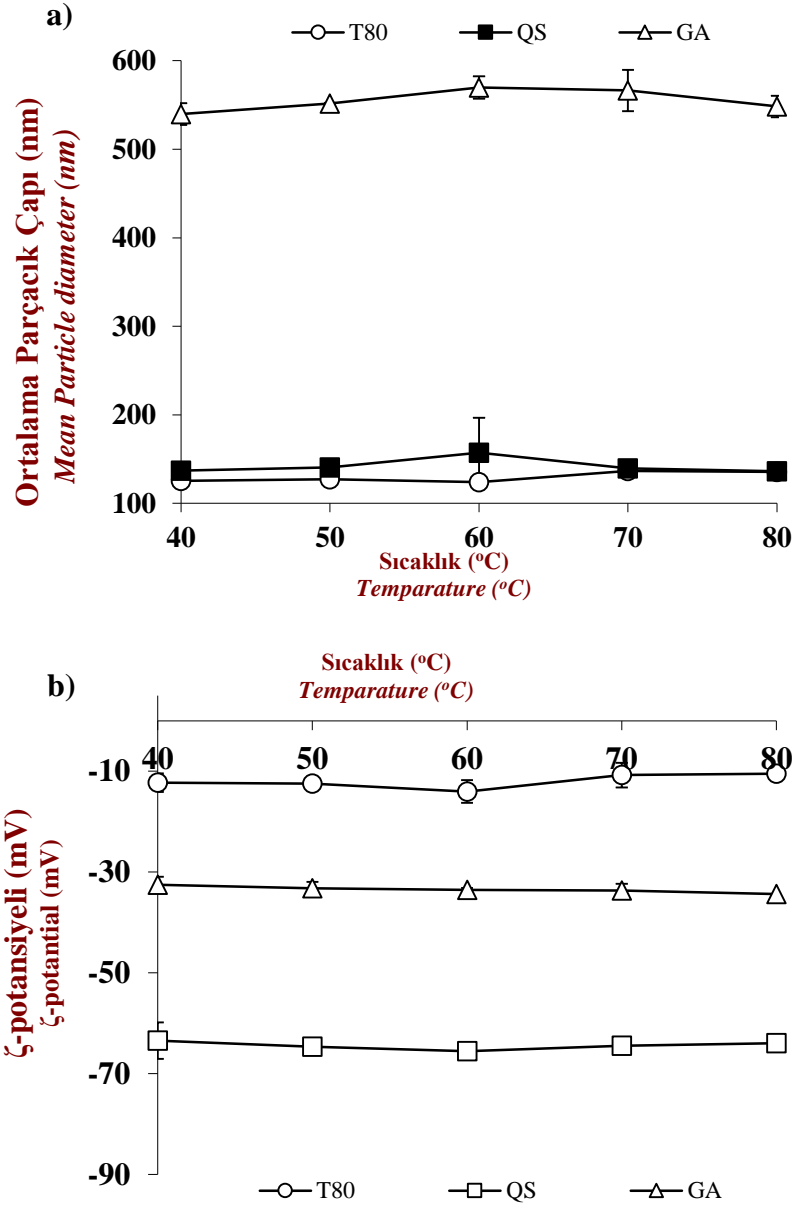 a)
T80 QS GA
600
500
400
300
200
100
Ortalama Parçacık Çapı (nm)
Mean Particle diameter (nm)
40 50 60 70 80
Sıcaklık (ºC)
Temparature (ºC)
Sıcaklık (ºC)
Temparature (ºC)
b)
40 50 60 70 80
-10
-30
-50
-70
-90
ζ-potansiyeli (mV)
ζ-potantial (mV)
T80 QS GA